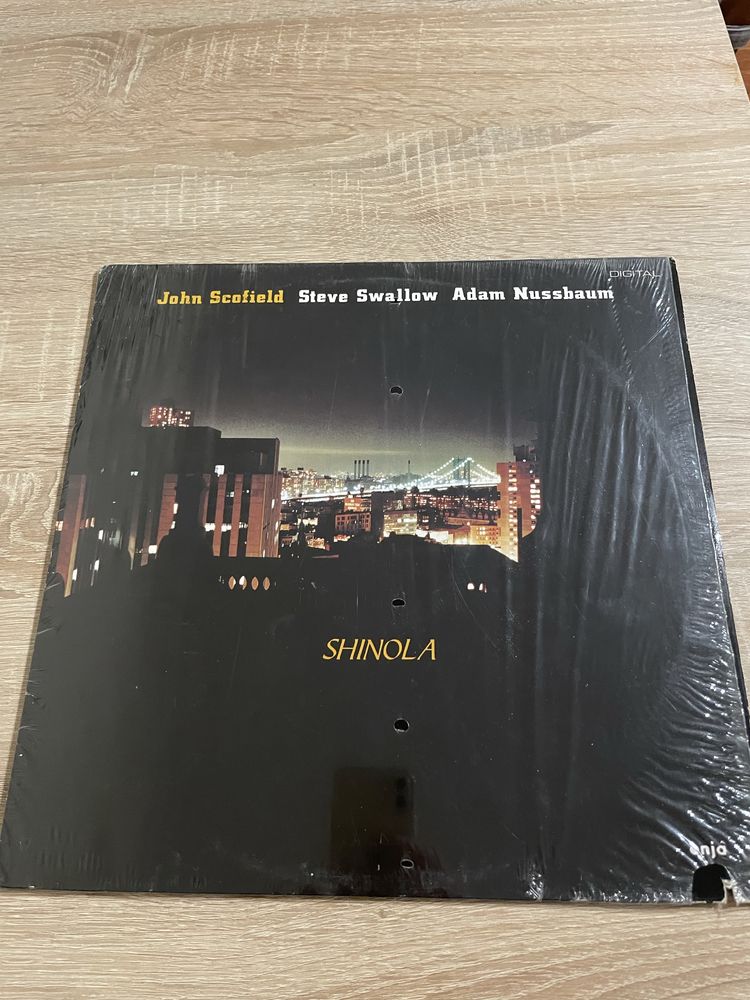 DIGITAL
John Scofield Steve Swallow Adam Nussbaum
SHINOLA
enja